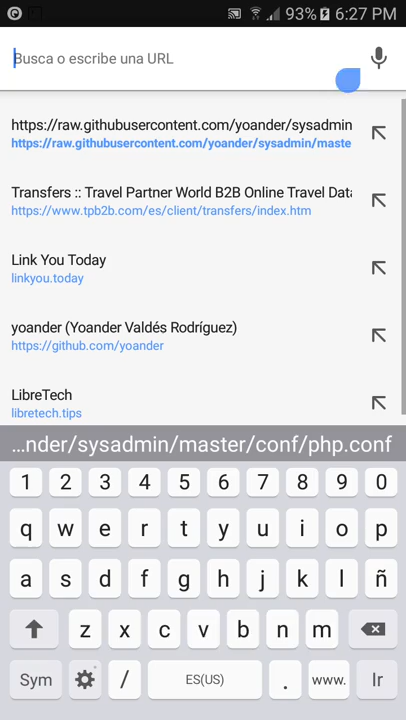 93% 6:27 PM
Busca o escribe una URL
https://raw.githubusercontent.com/yoander/sysadmin
https://raw.githubusercontent.com/yoander/sysadmin/maste
Transfers :: Travel Partner World B2B Online Travel Data
https://www.tpb2b.com/es/client/transfers/index.htm
Link You Today
linkyou.today
yoander (Yoander Valdés Rodríguez)
https://github.com/yoander
LibreTech
libretech.tips
...nder/sysadmin/master/conf/php.conf
1 2 3 4 5 6 7 8 9 0
q w e r t y u i o p
a s d f g h j k l ñ
z x c v b n m
Sym / ES(US) . www. Ir